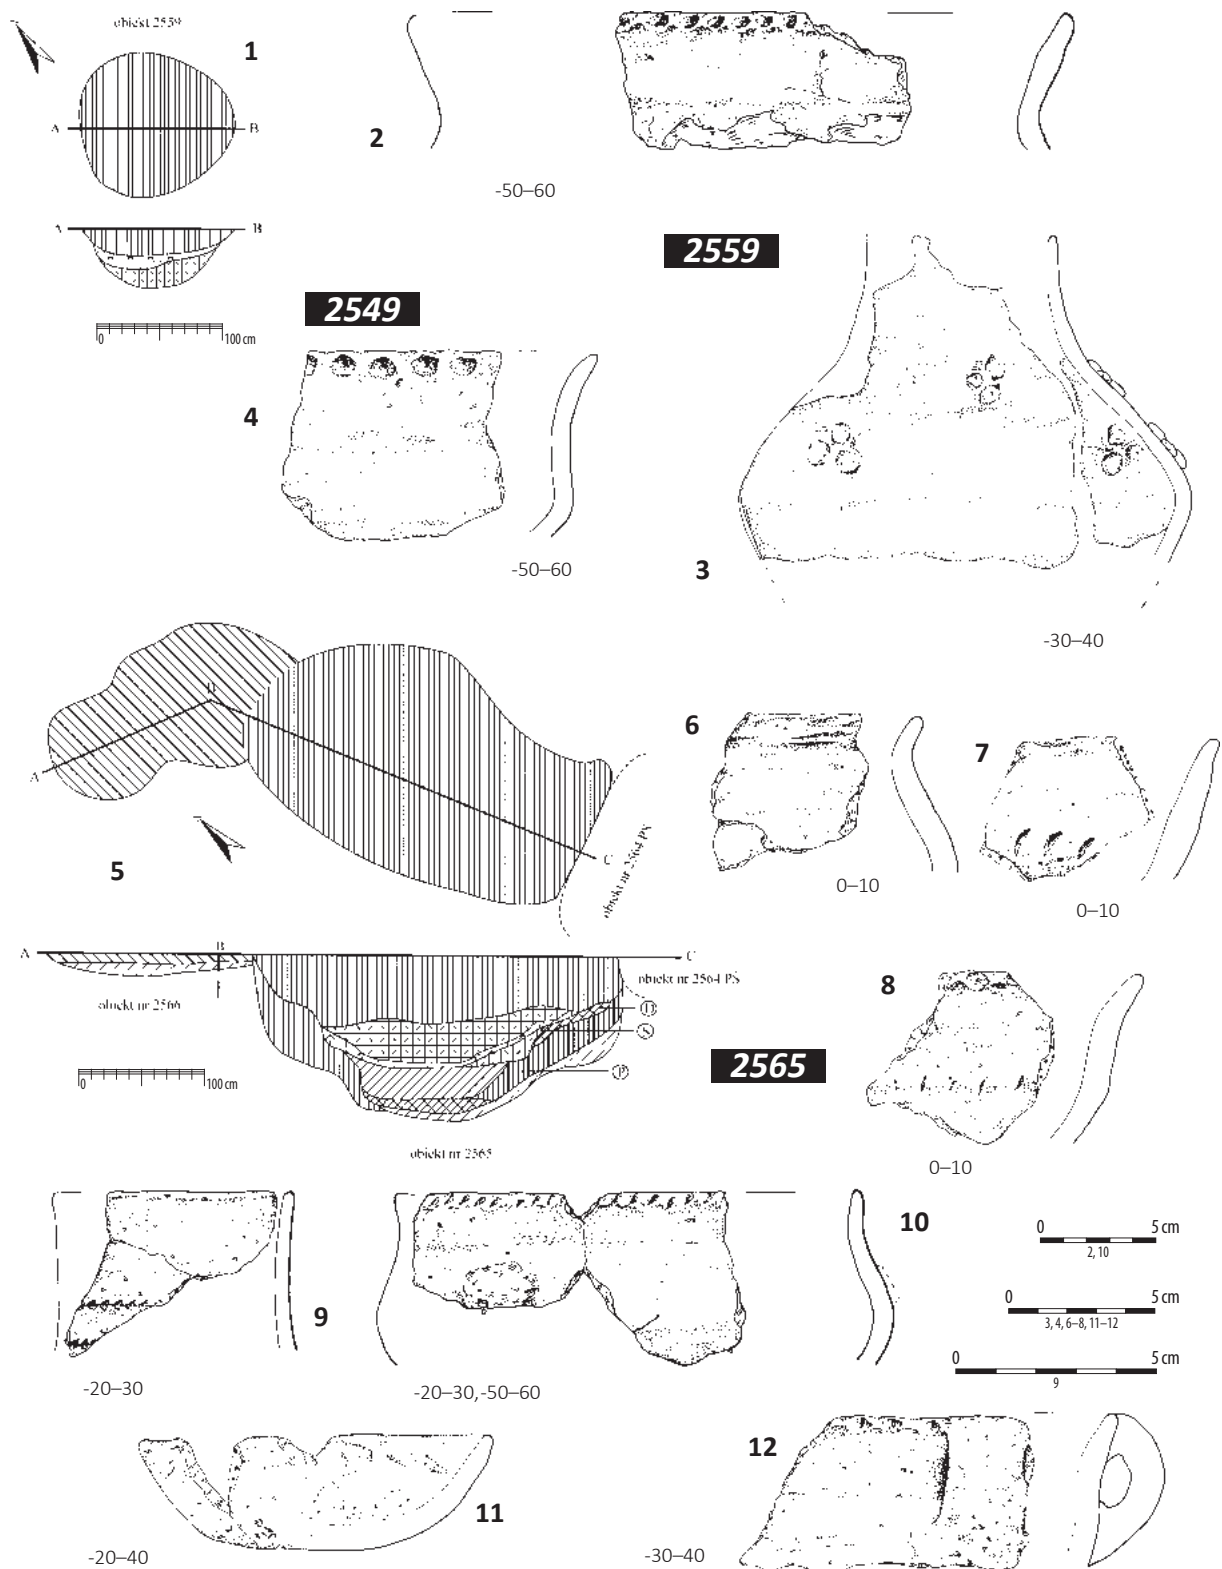 obiekt 2559
1
A
B
A
B
0 100 cm
2
-50–60
2559
3
-30–40
2549
4
-50–60
5
A
B
C
obiekt nr 2564 PS
A
B
C
obiekt nr 2566
obiekt nr 2564 PS
obiekt nr 2565
0 100 cm
6
0–10
7
0–10
2565
8
0–10
9
-20–30
10
-20–30, -50–60
0 5 cm
2, 10
0 5 cm
3, 4, 6–8, 11–12
0 5 cm
9
11
-20–40
12
-30–40